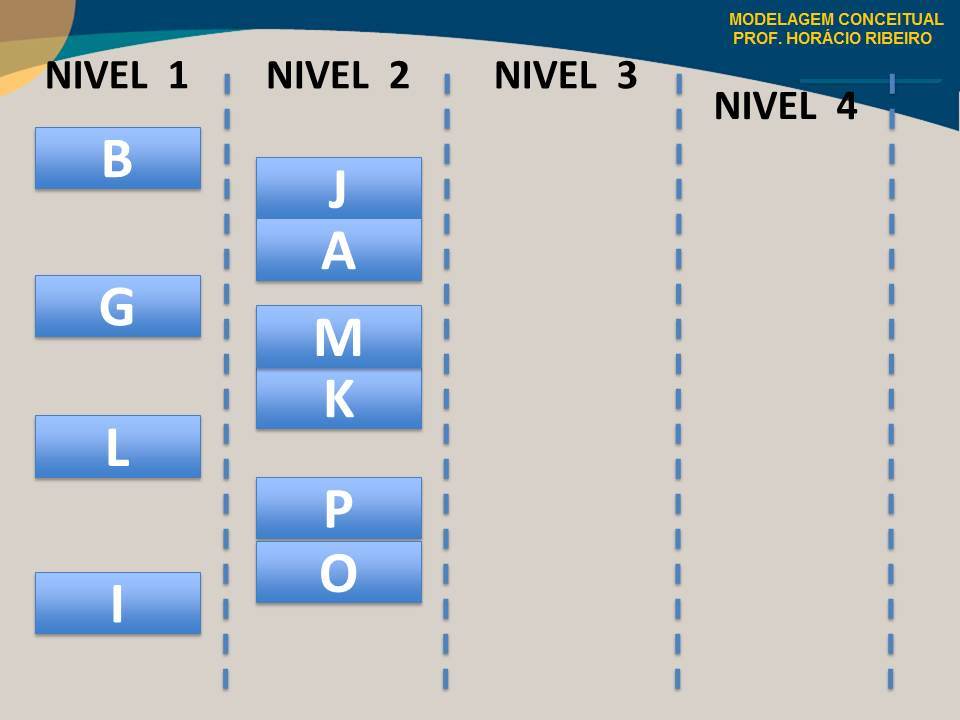 MODELAGEM CONCEITUAL
PROF. HORÁCIO RIBEIRO
NIVEL 1
NIVEL 2
NIVEL 3
NIVEL 4
B
G
L
I
J
A
M
K
P
O